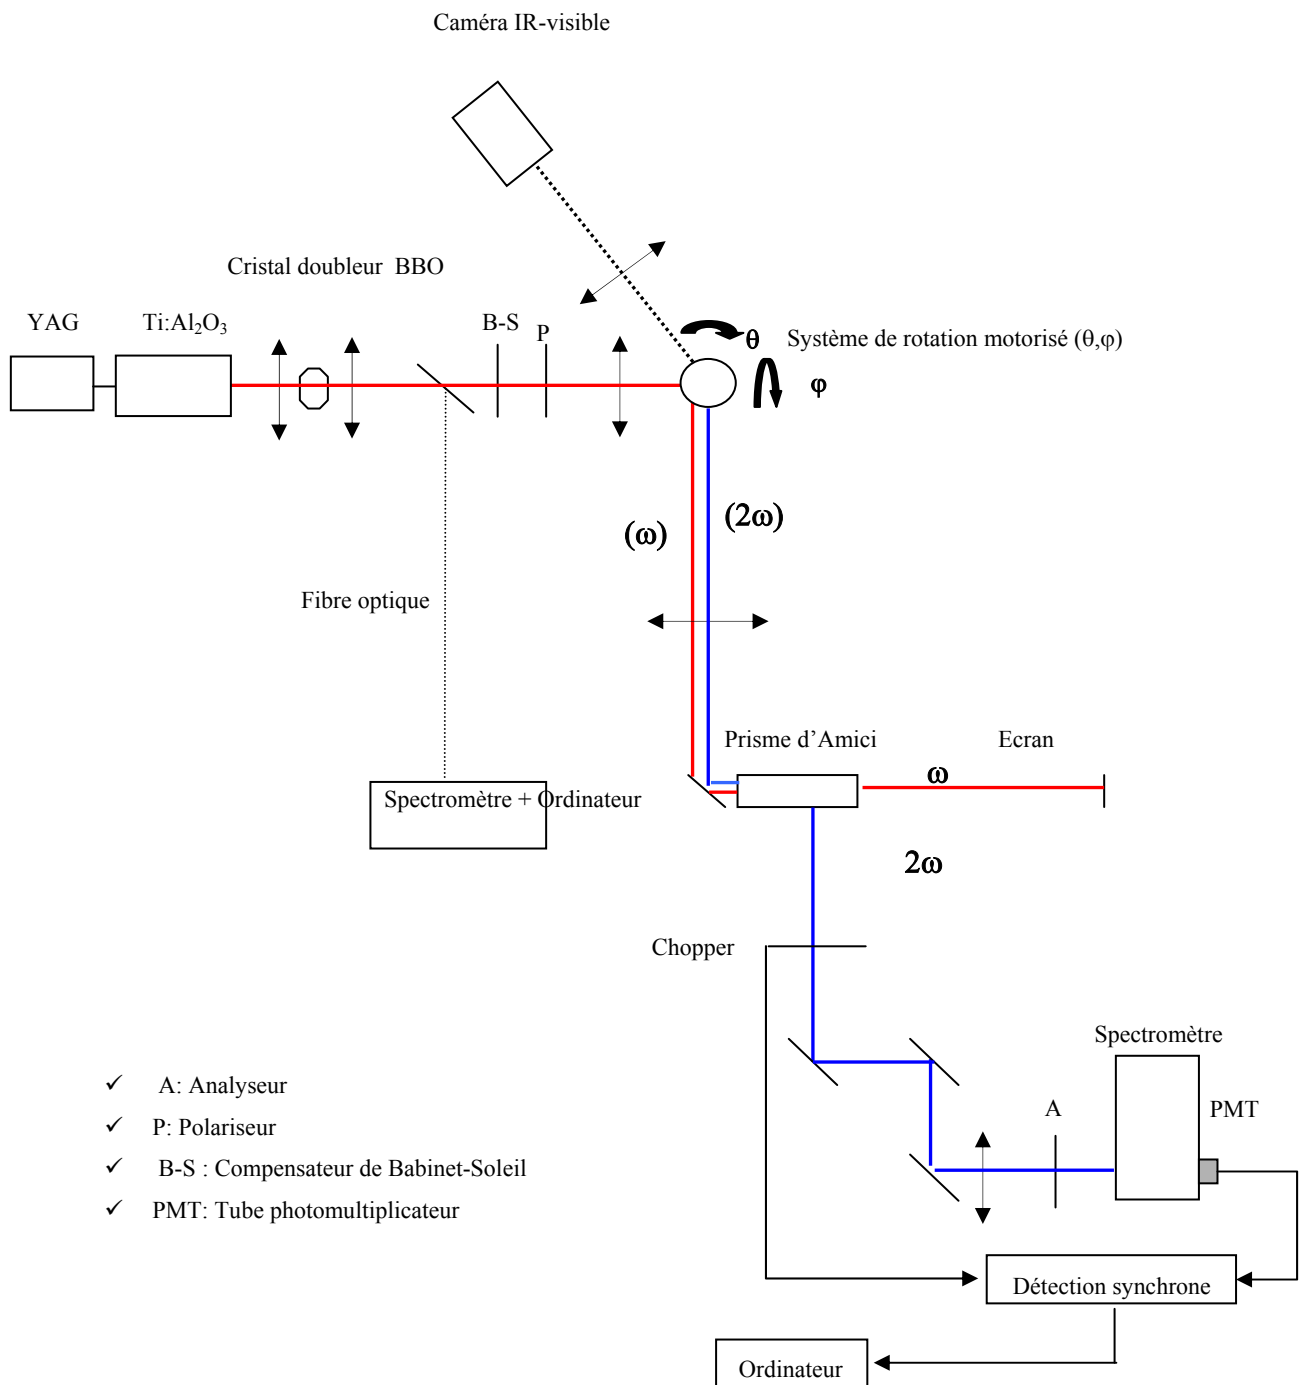 Caméra IR-visible
Cristal doubleur BBO
YAG
Ti:Al₂O₃
B-S
P
θ
Système de rotation motorisé (θ,φ)
φ
(ω)
(2ω)
Fibre optique
Prisme d’Amici
Ecran
ω
Spectromètre + Ordinateur
2ω
Chopper
Spectromètre
A
PMT
✓ A: Analyseur
✓ P: Polariseur
✓ B-S : Compensateur de Babinet-Soleil
✓ PMT: Tube photomultiplicateur
Détection synchrone
Ordinateur